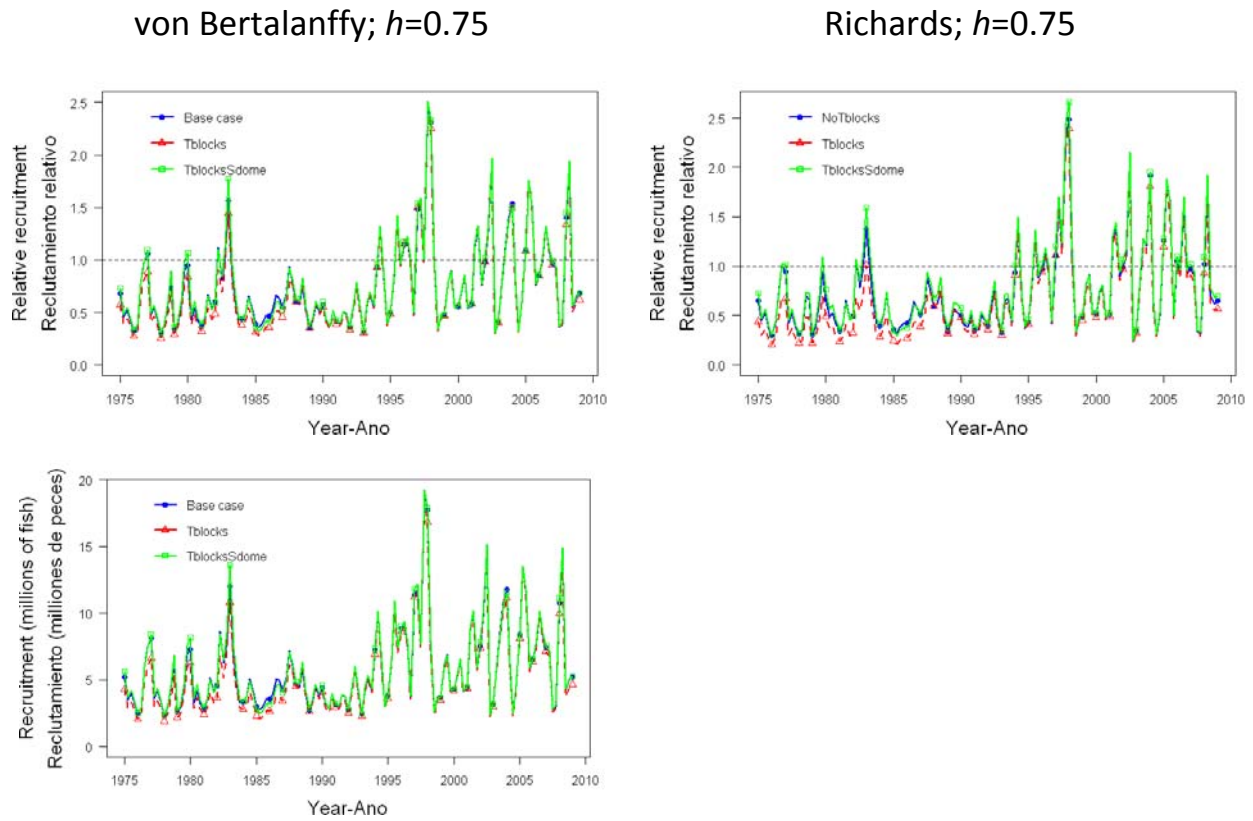 von Bertalanffy; h=0.75
Richards; h=0.75
Relative recruitment
Reclutamiento relativo
2.5
2.0
1.5
1.0
0.5
0.0
Base case
Tblocks
TblocksSdome
1975 1980 1985 1990 1995 2000 2005 2010
Year-Ano
Relative recruitment
Reclutamiento relativo
2.5
2.0
1.5
1.0
0.5
0.0
NoTblocks
Tblocks
TblocksSdome
1975 1980 1985 1990 1995 2000 2005 2010
Year-Ano
Recruitment (millions of fish)
Reclutamiento (milliones de peces)
20
15
10
5
0
Base case
Tblocks
TblocksSdome
1975 1980 1985 1990 1995 2000 2005 2010
Year-Ano